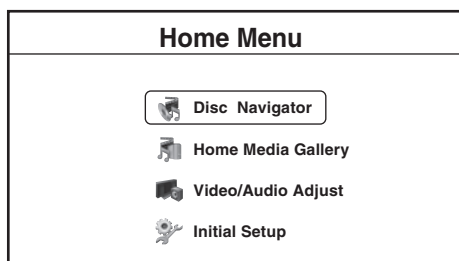 Home Menu
Disc Navigator
Home Media Gallery
Video/Audio Adjust
Initial Setup